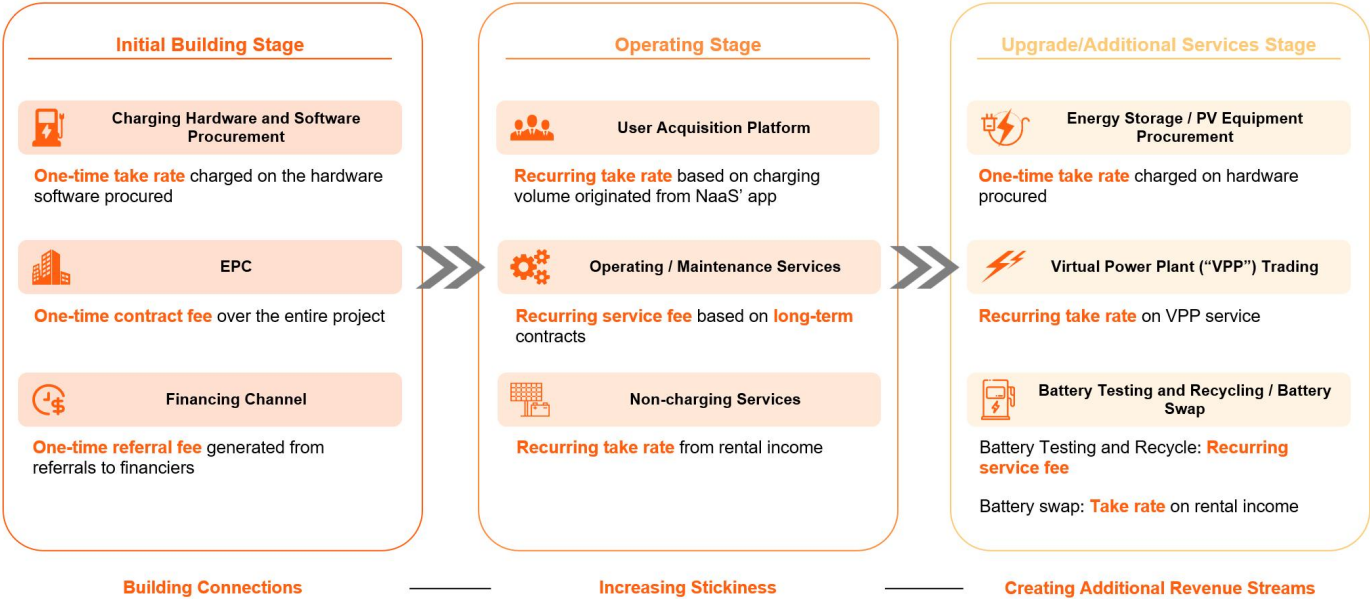 Initial Building Stage
Charging Hardware and Software
Procurement
One-time take rate charged on the hardware
software procured
EPC
One-time contract fee over the entire project
Financing Channel
$
One-time referral fee generated from
referrals to financiers
Building Connections
Operating Stage
User Acquisition Platform
Recurring take rate based on charging
volume originated from NaaS’ app
Operating / Maintenance Services
Recurring service fee based on long-term
contracts
Non-charging Services
Recurring take rate from rental income
Increasing Stickiness
Upgrade/Additional Services Stage
Energy Storage / PV Equipment
Procurement
One-time take rate charged on hardware
procured
Virtual Power Plant (“VPP”) Trading
Recurring take rate on VPP service
Battery Testing and Recycling / Battery
Swap
Battery Testing and Recycle: Recurring
service fee
Battery swap: Take rate on rental income
Creating Additional Revenue Streams